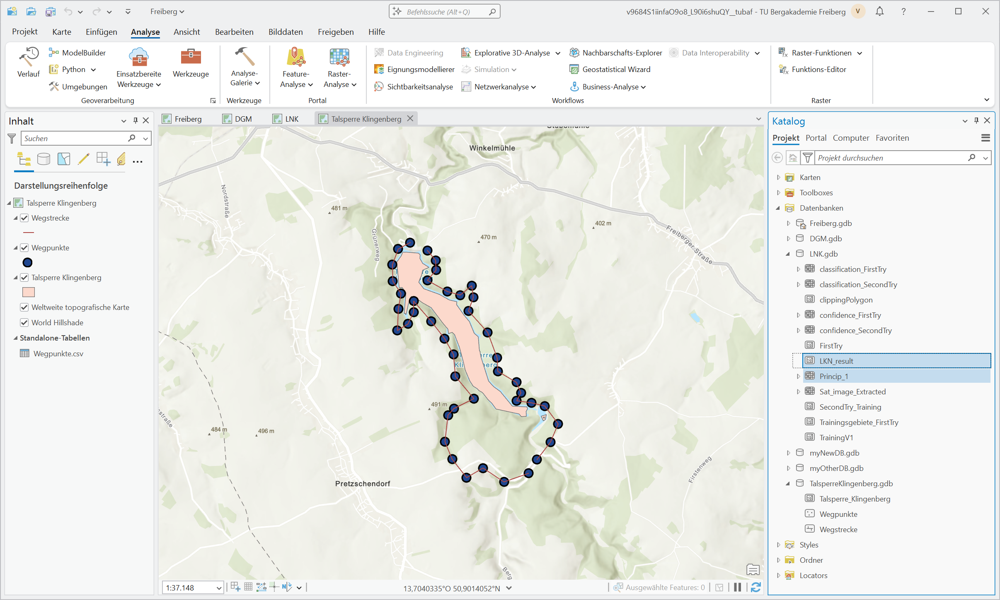 Freiberg
Befehlssuche (Alt+Q)
v9684S1iinfaO9o8_L90i6shuQY__tubaf - TU Bergakademie Freiberg
V
?
Projekt Karte Einfügen Analyse Ansicht Bearbeiten Bilddaten Freigeben Hilfe
Verlauf
ModelBuilder
Python
Umgebungen
Einsatzbereite
Werkzeuge
Werkzeuge
Geoverarbeitung
Analyse-
Galerie
Werkzeuge
Feature-
Analyse
Raster-
Analyse
Portal
Data Engineering
Eignungsmodellierer
Sichtbarkeitsanalyse
Explorative 3D-Analyse
Simulation
Netzwerkanalyse
Nachbarschafts-Explorer
Geostatistical Wizard
Business-Analyse
Data Interoperability
Workflows
Raster-Funktionen
Funktions-Editor
Raster
Inhalt
Suchen
Darstellungsreihenfolge
Talsperre Klingenberg
Wegstrecke
Wegpunkte
Talsperre Klingenberg
Weltweite topografische Karte
World Hillshade
Standalone-Tabellen
Wegpunkte.csv
Freiberg
DGM
LNK
Talsperre Klingenberg
Winkelmühle
Nordstraße
481 m
402 m
470 m
Grünerweg
Freiberger Straße
491 m
484 m
496 m
Pretzschendorf
Firstenweg
Berg
1:37.148
13,7040335°O 50,9014052°N
Ausgewählte Features: 0
Katalog
Projekt Portal Computer Favoriten
Projekt durchsuchen
Karten
Toolboxes
Datenbanken
Freiberg.gdb
DGM.gdb
LNK.gdb
classification_FirstTry
classification_SecondTry
clippingPolygon
confidence_FirstTry
confidence_SecondTry
FirstTry
LKN_result
Princip_1
Sat_image_Extracted
SecondTry_Training
Trainingsgebiete_FirstTry
TrainingV1
myNewDB.gdb
myOtherDB.gdb
TalsperreKlingenberg.gdb
Talsperre_Klingenberg
Wegpunkte
Wegstrecke
Styles
Ordner
Locators